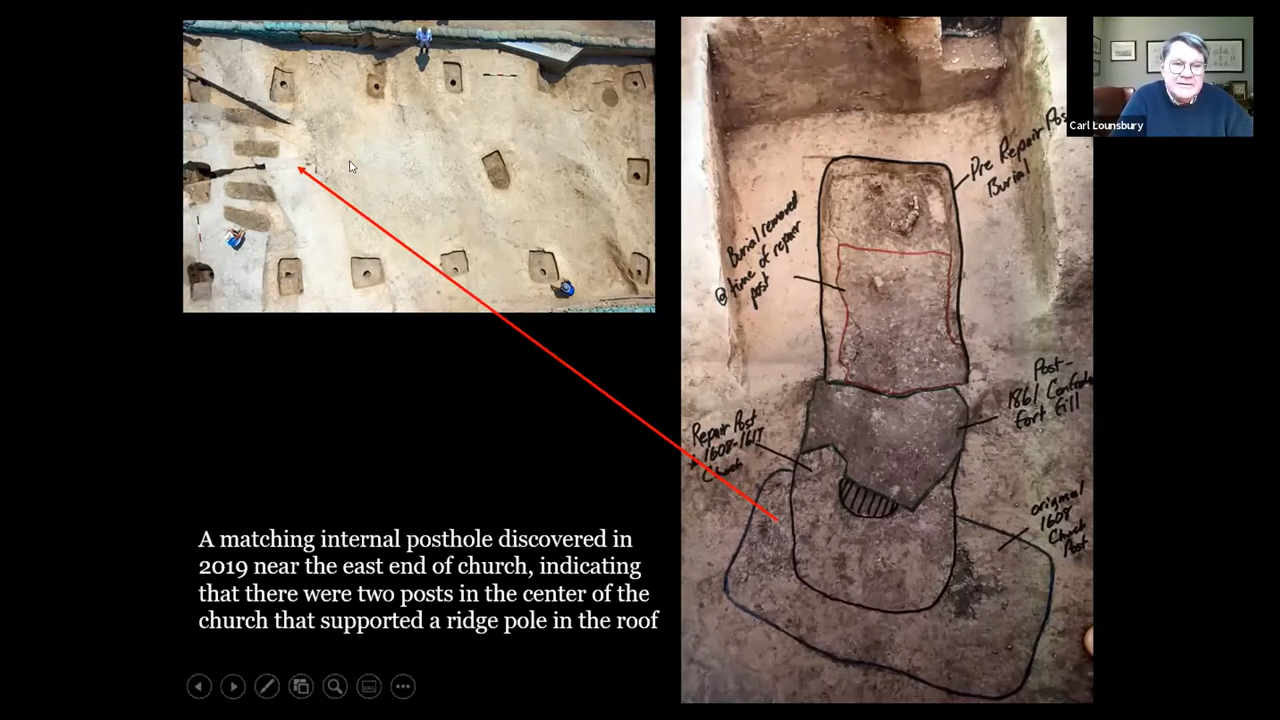 Carl Lounsbury
Pre Repair Post
Burial
Burial removed
@ time of repair
post
Post-
1861 Confede
Fort Fill
Repair Post
1608-1617
Church
original
1608
Church
Post
A matching internal posthole discovered in
2019 near the east end of church, indicating
that there were two posts in the center of the
church that supported a ridge pole in the roof